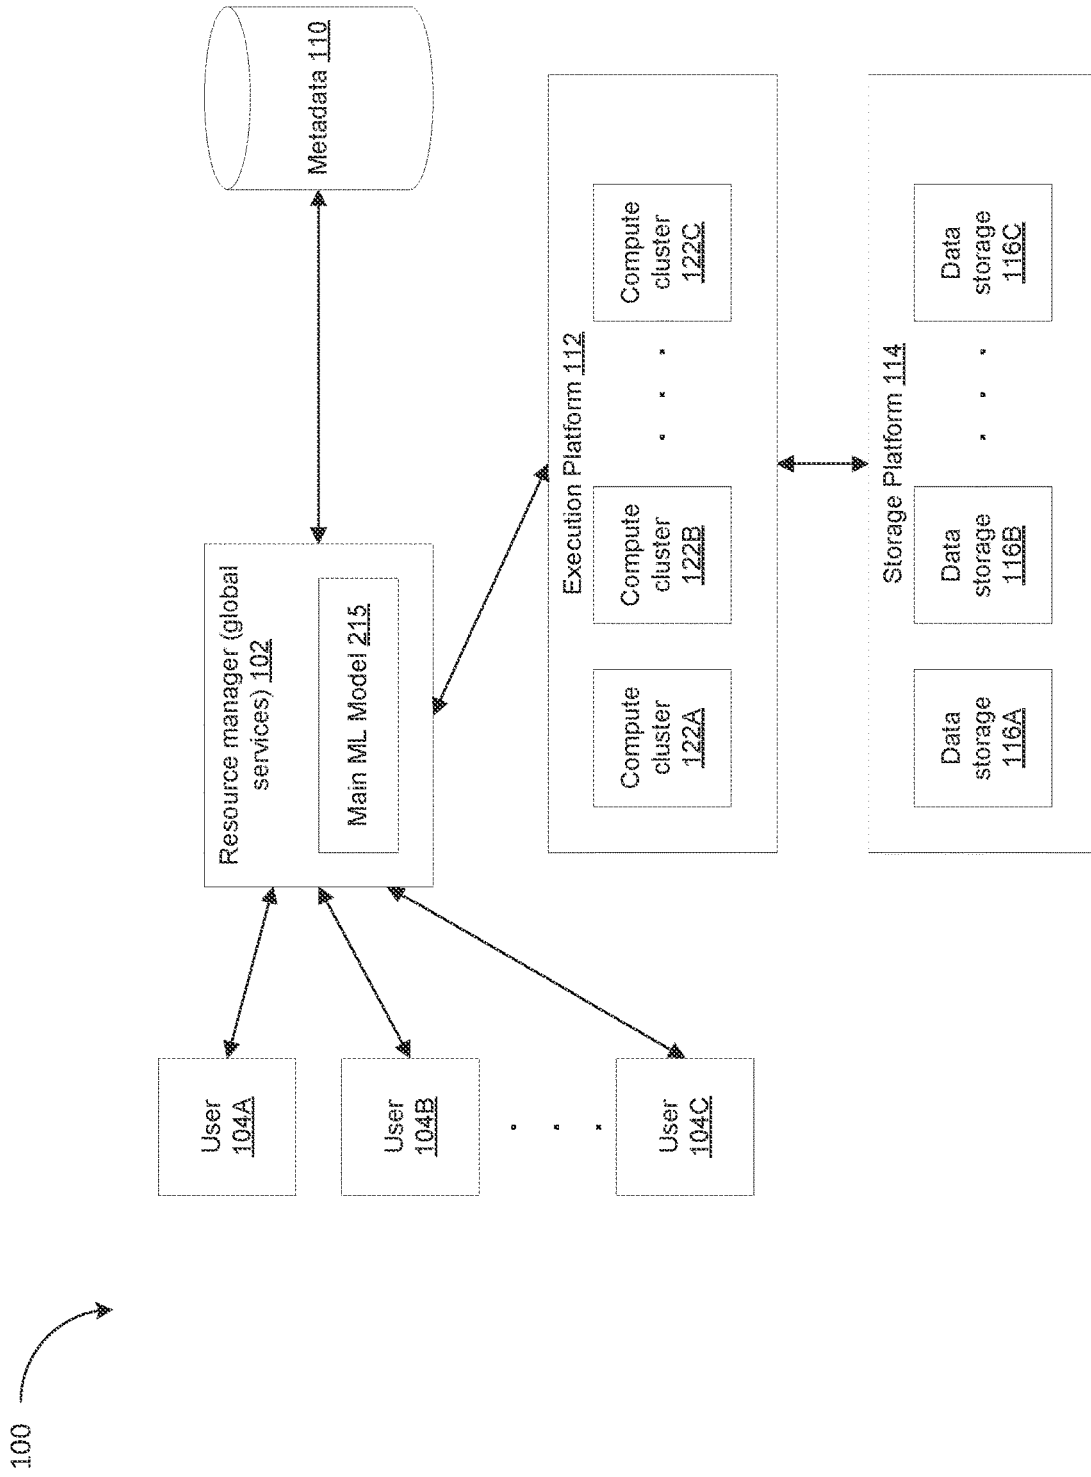 100
User
104A
User
104B
User
104C
Resource manager (global
services) 102
Main ML Model 215
Metadata 110
Execution Platform 112
Compute
cluster
122A
Compute
cluster
122B
Compute
cluster
122C
Storage Platform 114
Data
storage
116A
Data
storage
116B
Data
storage
116C